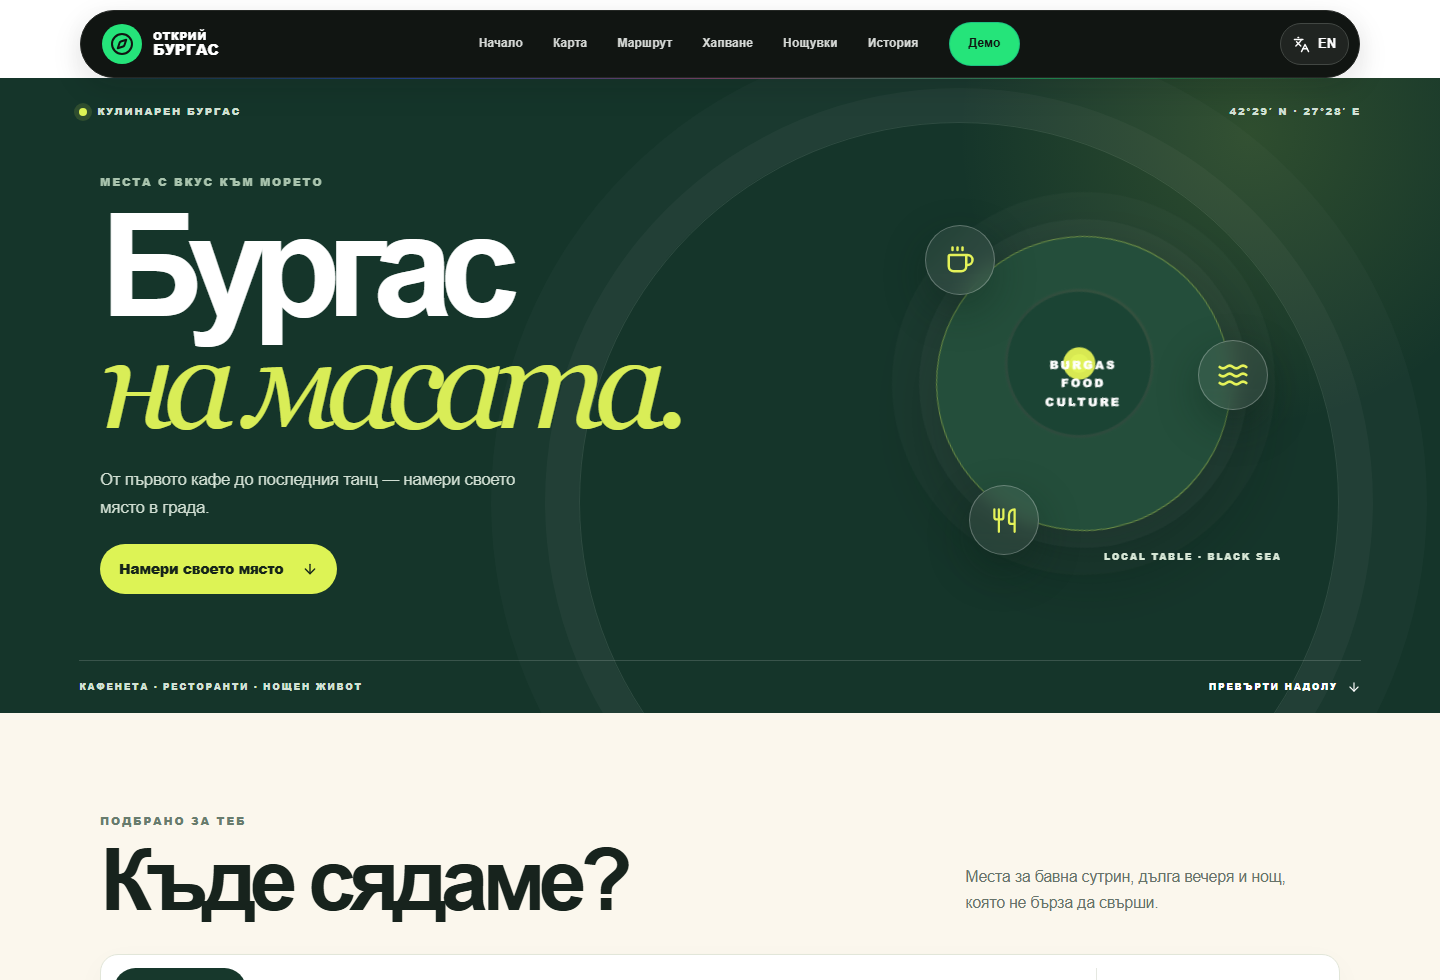 ОТКРИЙ
БУРГАС
Начало
Карта
Маршрут
Хапване
Нощувки
История
Демо
EN
КУЛИНАРЕН БУРГАС
42°29′ N · 27°28′ E
МЕСТА С ВКУС КЪМ МОРЕТО
Бургас
на масата.
От първото кафе до последния танц — намери своето
място в града.
Намери своето място
BURGAS
FOOD
CULTURE
LOCAL TABLE · BLACK SEA
КАФЕНЕТА · РЕСТОРАНТИ · НОЩЕН ЖИВОТ
ПРЕВЪРТИ НАДОЛУ
ПОДБРАНО ЗА ТЕБ
Къде сядаме?
Места за бавна сутрин, дълга вечеря и нощ,
която не бърза да свърши.